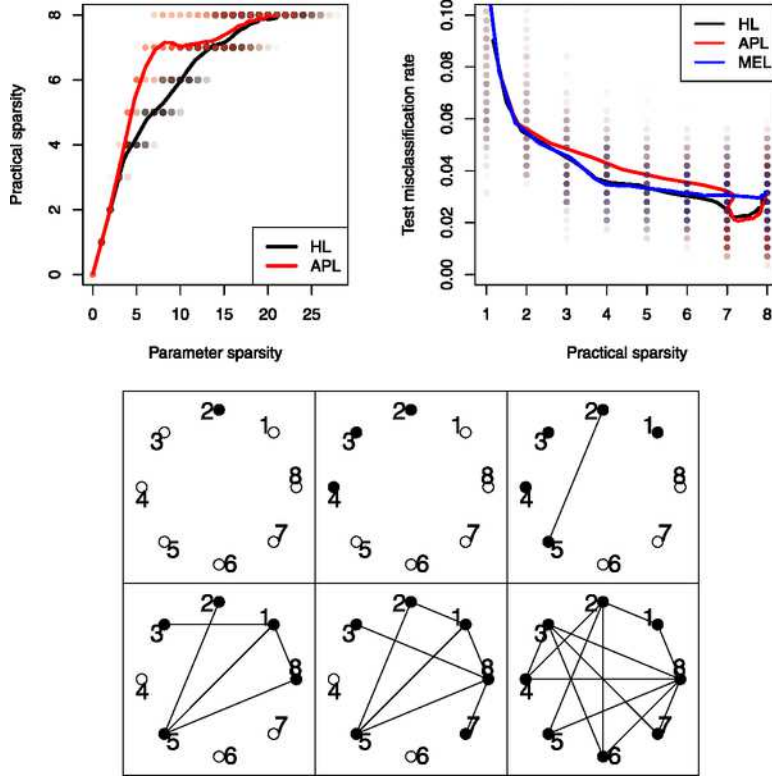 Practical sparsity
8
6
4
2
0
HL
APL
0 5 10 15 20 25
Parameter sparsity
Test misclassification rate
0.10
0.08
0.06
0.04
0.02
0.00
HL
APL
MEL
1 2 3 4 5 6 7 8
Practical sparsity
2 1 3 8 4 7 5 6
2 1 3 8 4 7 5 6
2 1 3 8 4 7 5 6
2 1 3 8 4 7 5 6
2 1 3 8 4 7 5 6
2 1 3 8 4 7 5 6